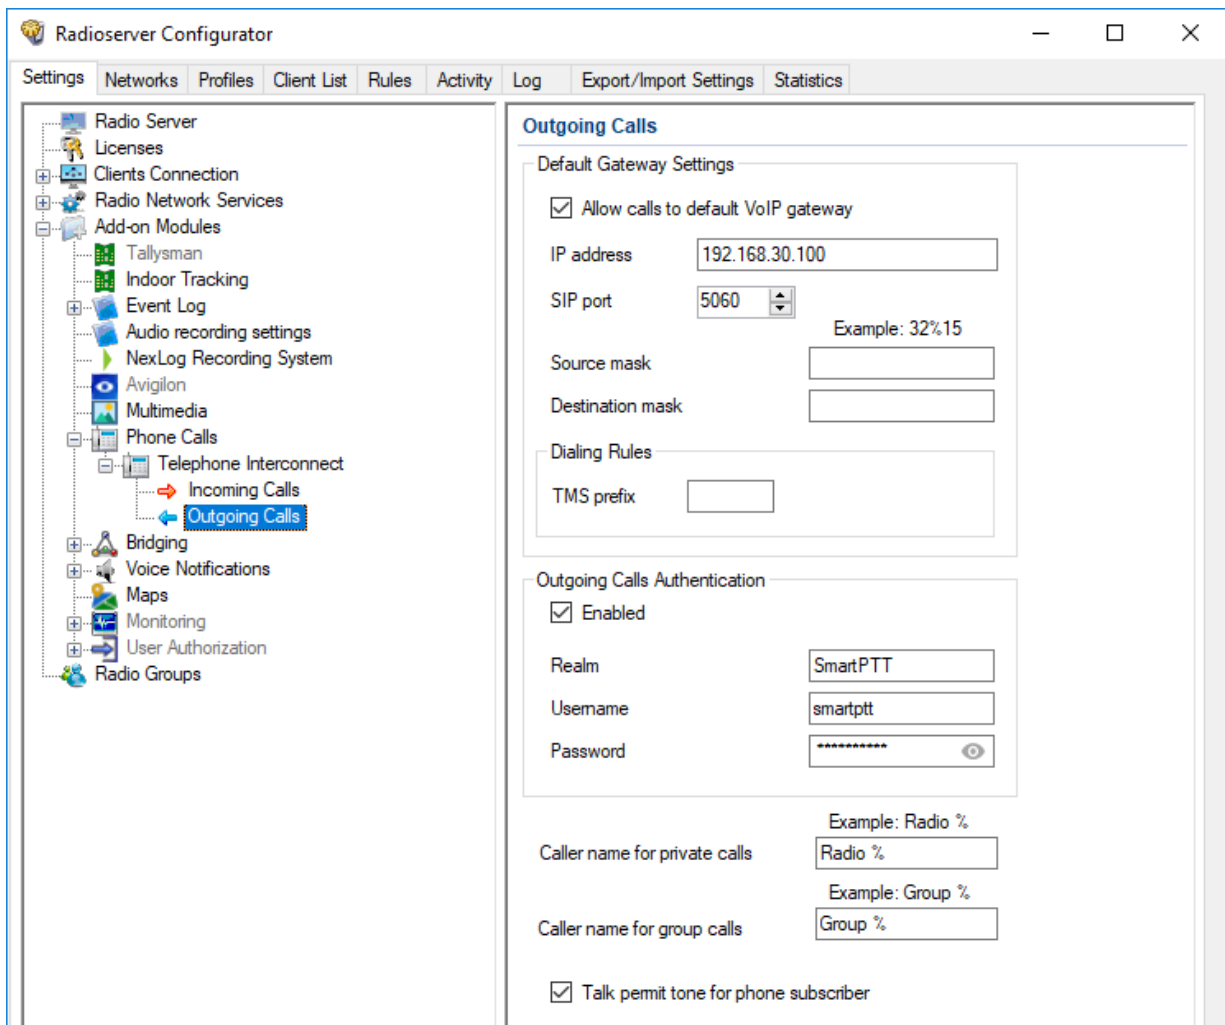 Radioserver Configurator
Settings Networks Profiles Client List Rules Activity Log Export/Import Settings Statistics
Radio Server
Licenses
Clients Connection
Radio Network Services
Add-on Modules
Tallysman
Indoor Tracking
Event Log
Audio recording settings
NexLog Recording System
Avigilon
Multimedia
Phone Calls
Telephone Interconnect
Incoming Calls
Outgoing Calls
Bridging
Voice Notifications
Maps
Monitoring
User Authorization
Radio Groups
Outgoing Calls
Default Gateway Settings
Allow calls to default VoIP gateway
IP address 192.168.30.100
SIP port 5060
Example: 32%15
Source mask
Destination mask
Dialing Rules
TMS prefix
Outgoing Calls Authentication
Enabled
Realm SmartPTT
Username smartptt
Password **********
Example: Radio %
Caller name for private calls Radio %
Example: Group %
Caller name for group calls Group %
Talk permit tone for phone subscriber